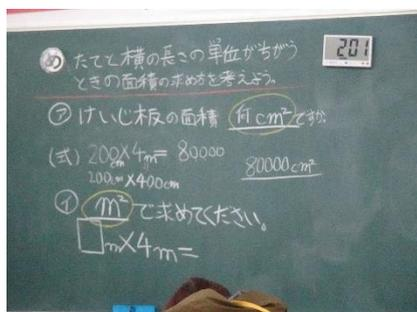 め たてと横の長さの単位がちがう
ときの面積の求め方を考えよう。
201
㋐ けいじ板の面積 何cm²ですか。
(式) 200cm×4m=80000
200cm×400cm 80000cm²
㋑ m²で求めてください。
□m×4m=